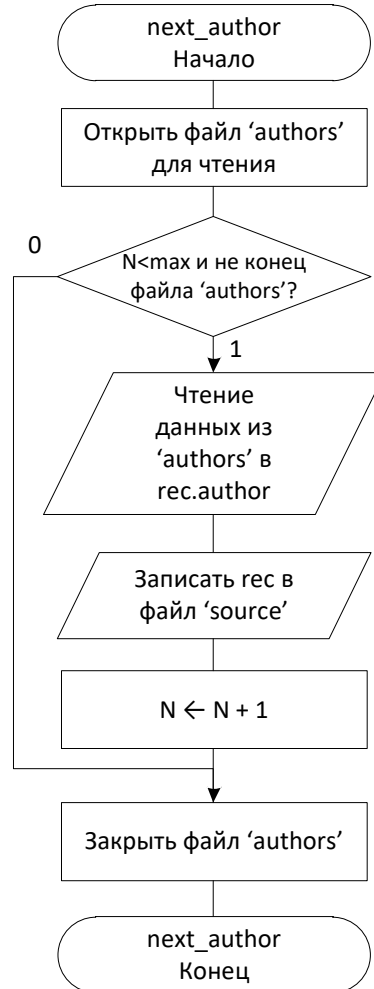 next_author
Начало
Открыть файл ‘authors’
для чтения
0
N<max и не конец
файла ‘authors’?
1
Чтение
данных из
‘authors’ в
rec.author
Записать rec в
файл ‘source’
N ← N + 1
Закрыть файл ‘authors’
next_author
Конец